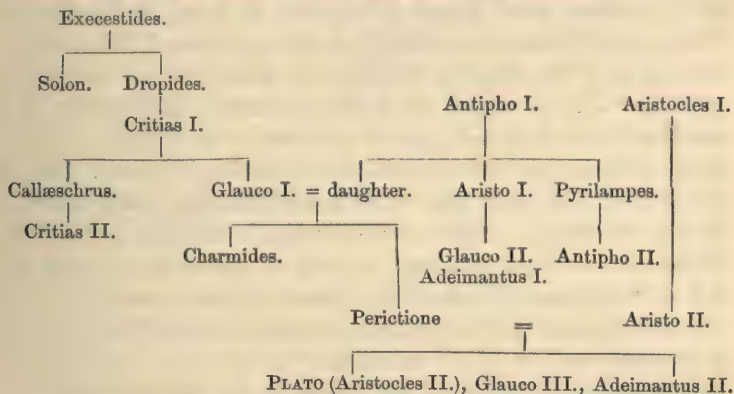 Execestides.
Solon. Dropides.
Critias I.
Antipho I. Aristocles I.
Callæschrus. Glauco I. = daughter. Aristo I. Pyrilampes.
Critias II.
Charmides.
Glauco II. Antipho II.
Adeimantus I.
Perictione = Aristo II.
PLATO (Aristocles II.), Glauco III., Adeimantus II.